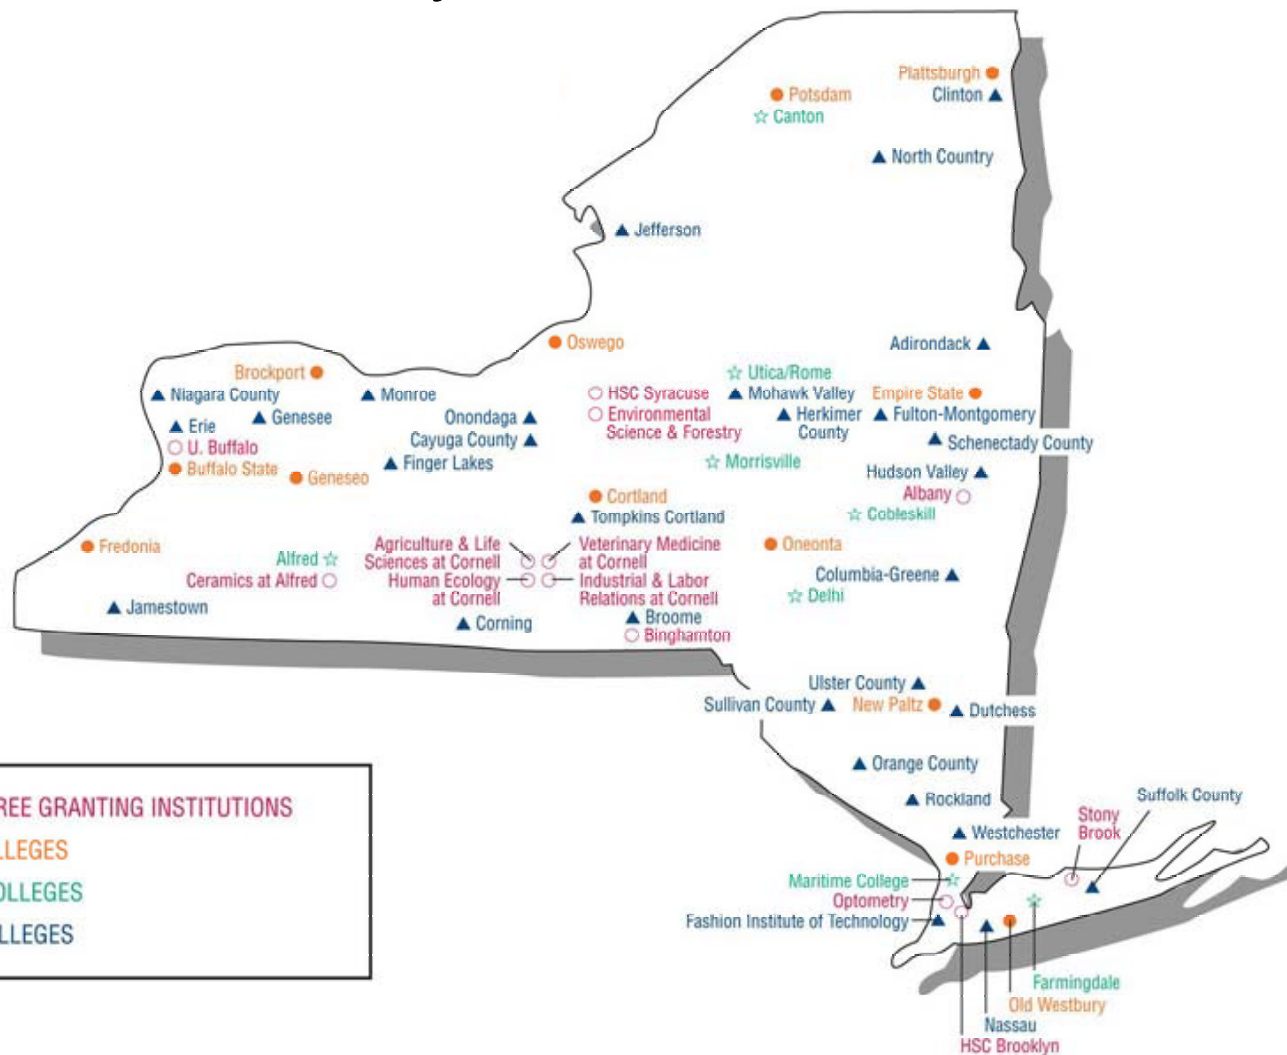 Plattsburgh
Potsdam
Clinton
Canton
North Country
Jefferson
Oswego
Adirondack
Brockport
Utica/Rome
Niagara County
Monroe
HSC Syracuse
Mohawk Valley
Empire State
Genesee
Onondaga
Environmental
Science & Forestry
Herkimer
County
Fulton-Montgomery
Erie
Cayuga County
Schenectady County
U. Buffalo
Finger Lakes
Morrisville
Buffalo State
Geneseo
Hudson Valley
Albany
Cortland
Cobleskill
Tompkins Cortland
Fredonia
Agriculture & Life
Sciences at Cornell
Veterinary Medicine
at Cornell
Oneonta
Alfred
Ceramics at Alfred
Human Ecology
at Cornell
Industrial & Labor
Relations at Cornell
Columbia-Greene
Delhi
Jamestown
Corning
Broome
Binghamton
Ulster County
Sullivan County
New Paltz
Dutchess
Orange County
Rockland
Suffolk County
Stony
Brook
Westchester
Purchase
Maritime College
Optometry
Fashion Institute of Technology
Farmingdale
Old Westbury
Nassau
HSC Brooklyn
REE GRANTING INSTITUTIONS
LLEGES
OLLEGES
LLEGES